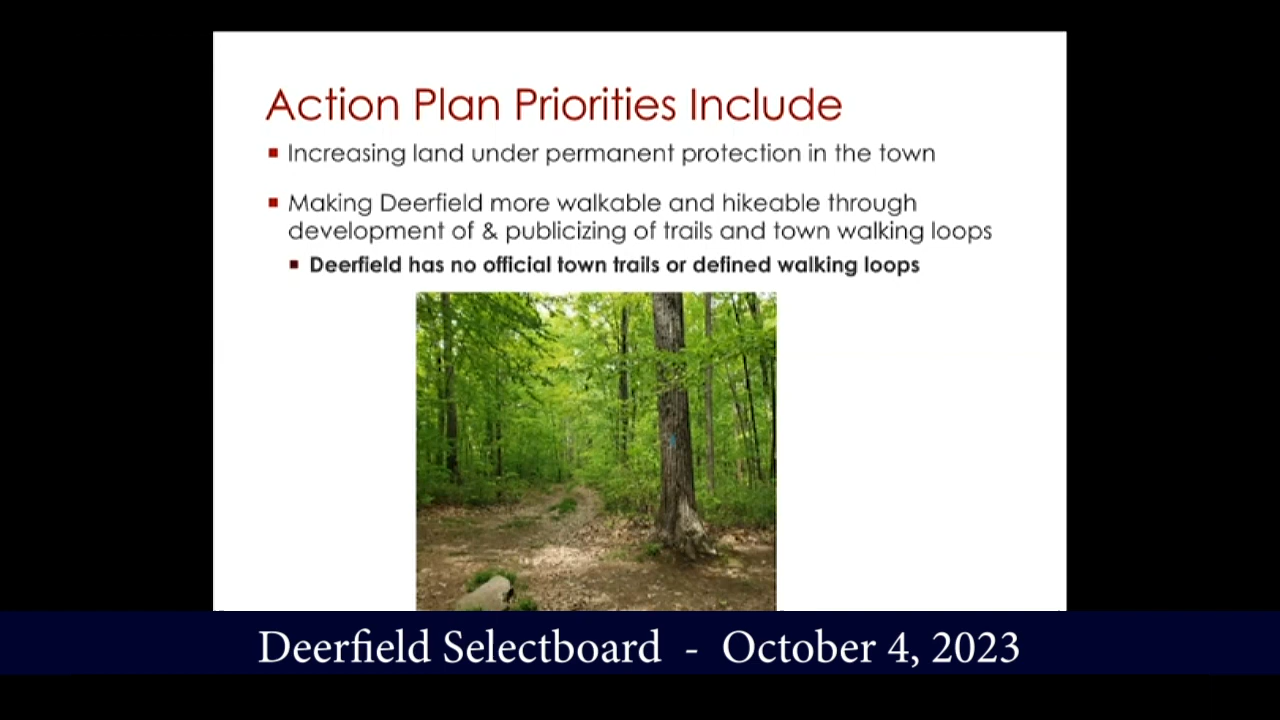 Action Plan Priorities Include
▪ Increasing land under permanent protection in the town
▪ Making Deerfield more walkable and hikeable through
development of & publicizing of trails and town walking loops
▪ Deerfield has no official town trails or defined walking loops
Deerfield Selectboard - October 4, 2023